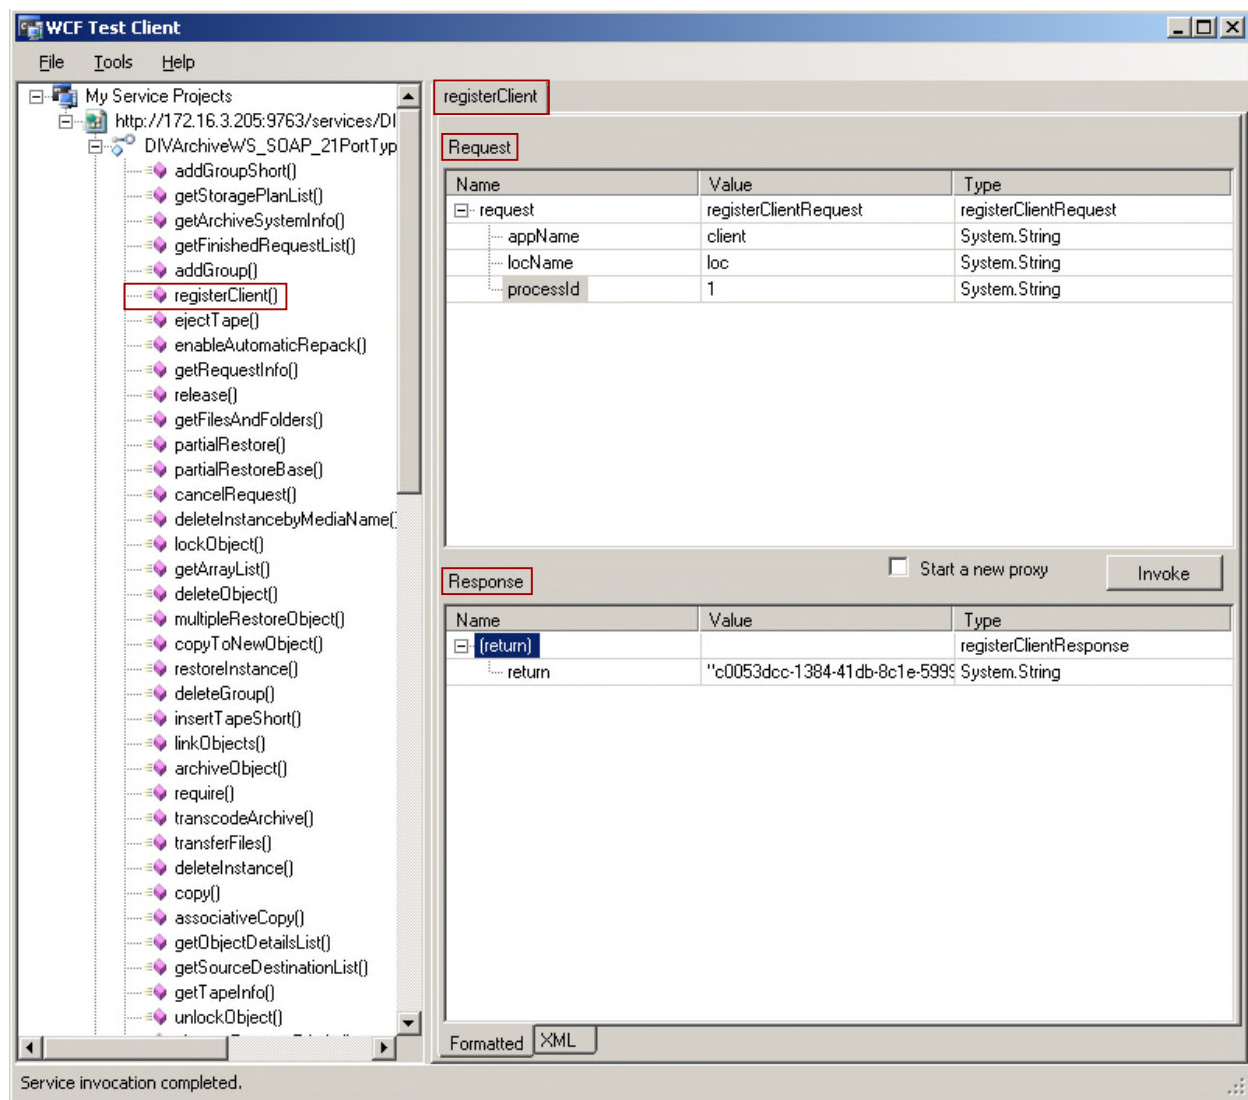 WCF Test Client
File Tools Help
My Service Projects
http://172.16.3.205:9763/services/DI
DIVArchiveWS_SOAP_21PortTyp
addGroupShort()
getStoragePlanList()
getArchiveSystemInfo()
getFinishedRequestList()
addGroup()
registerClient()
ejectTape()
enableAutomaticRepack()
getRequestInfo()
release()
getFilesAndFolders()
partialRestore()
partialRestoreBase()
cancelRequest()
deleteInstancebyMediaName()
lockObject()
getArrayList()
deleteObject()
multipleRestoreObject()
copyToNewObject()
restoreInstance()
deleteGroup()
insertTapeShort()
linkObjects()
archiveObject()
require()
transcodeArchive()
transferFiles()
deleteInstance()
copy()
associativeCopy()
getObjectDetailsList()
getSourceDestinationList()
getTapeInfo()
unlockObject()
registerClient
Request
Name Value Type
request registerClientRequest registerClientRequest
appName client System.String
locName loc System.String
processId 1 System.String
Start a new proxy Invoke
Response
Name Value Type
(return) registerClientResponse
return "c0053dcc-1384-41db-8c1e-5999 System.String
Formatted XML
Service invocation completed.